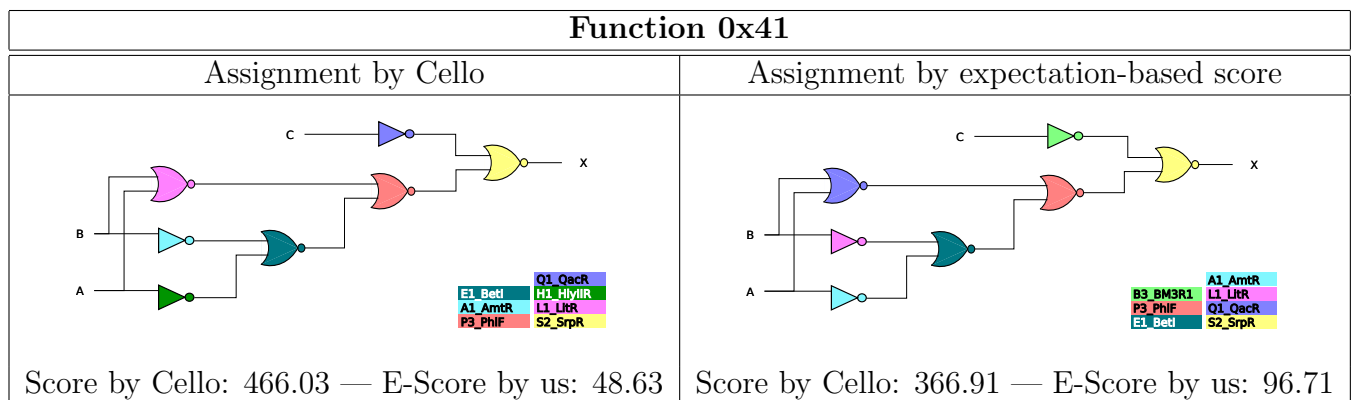 Function 0x41
Assignment by Cello
Assignment by expectation-based score
C
X
B
A
Q1_QacR
E1_BetI H1_HlyIIR
A1_AmtR L1_LitR
P3_PhlF S2_SrpR
C
X
B
A
A1_AmtR
B3_BM3R1 L1_LitR
P3_PhlF Q1_QacR
E1_BetI S2_SrpR
Score by Cello: 466.03 — E-Score by us: 48.63
Score by Cello: 366.91 — E-Score by us: 96.71